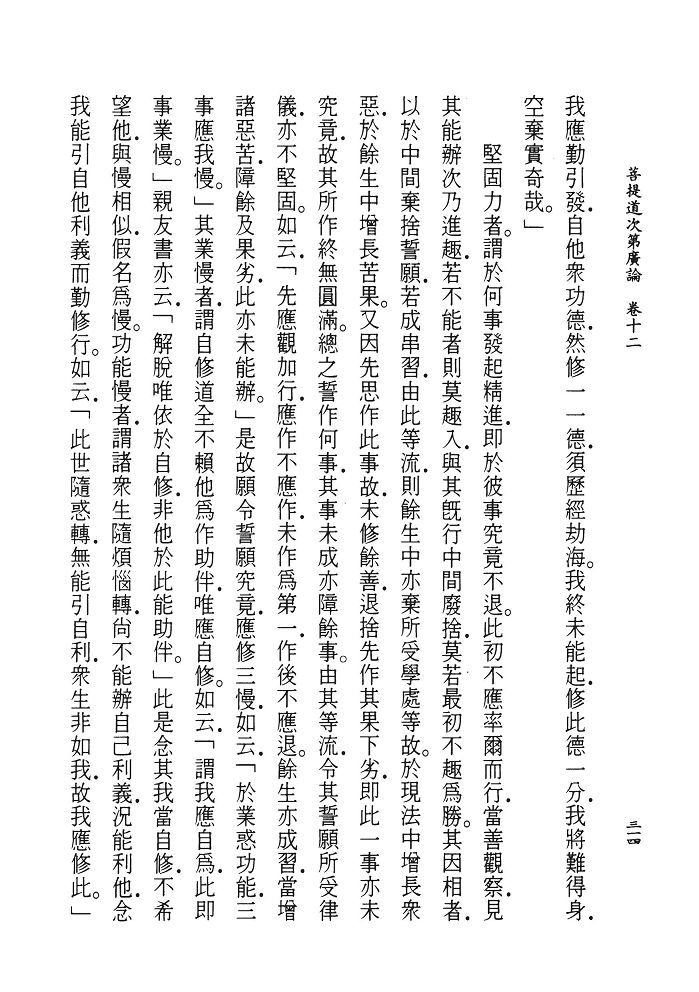 菩提道次第廣論　卷十二
三一四
我應勤引發．自他衆功德．然修一一德．須歷經劫海。我終未能起．修此德一分．我將難得身．
空棄實奇哉。」
堅固力者。謂於何事發起精進．即於彼事究竟不退。此初不應率爾而行．當善觀察．見
其能辦次乃進趣．若不能者則莫趣入．與其旣行中間廢捨．莫若最初不趣爲勝。其因相者．
以於中間棄捨誓願．若成串習．由此等流．則餘生中亦棄所受學處等故。於現法中增長衆
惡．於餘生中增長苦果。又因先思作此事故．未修餘善．退捨先作其果下劣．即此一事亦未
究竟．故其所作終無圓滿。總之誓作何事．其事未成亦障餘事。由其等流．令其誓願所受律
儀．亦不堅固。如云．「先應觀加行．應作不應作．未作爲第一．作後不應退。餘生亦成習．當增
諸惡苦．障餘及果劣．此亦未能辦。」是故願令誓願究竟．應修三慢．如云．「於業惑功能．三
事應我慢。」其業慢者．謂自修道全不賴他爲作助伴．唯應自修。如云．「謂我應自爲．此即
事業慢。」親友書亦云．「解脫唯依於自修．非他於此能助伴。」此是念其我當自修．不希
望他．與慢相似．假名爲慢。功能慢者．謂諸衆生隨煩惱轉．尙不能辦自己利義．況能利他．念
我能引自他利義而勤修行。如云．「此世隨惑轉．無能引自利．衆生非如我．故我應修此。」